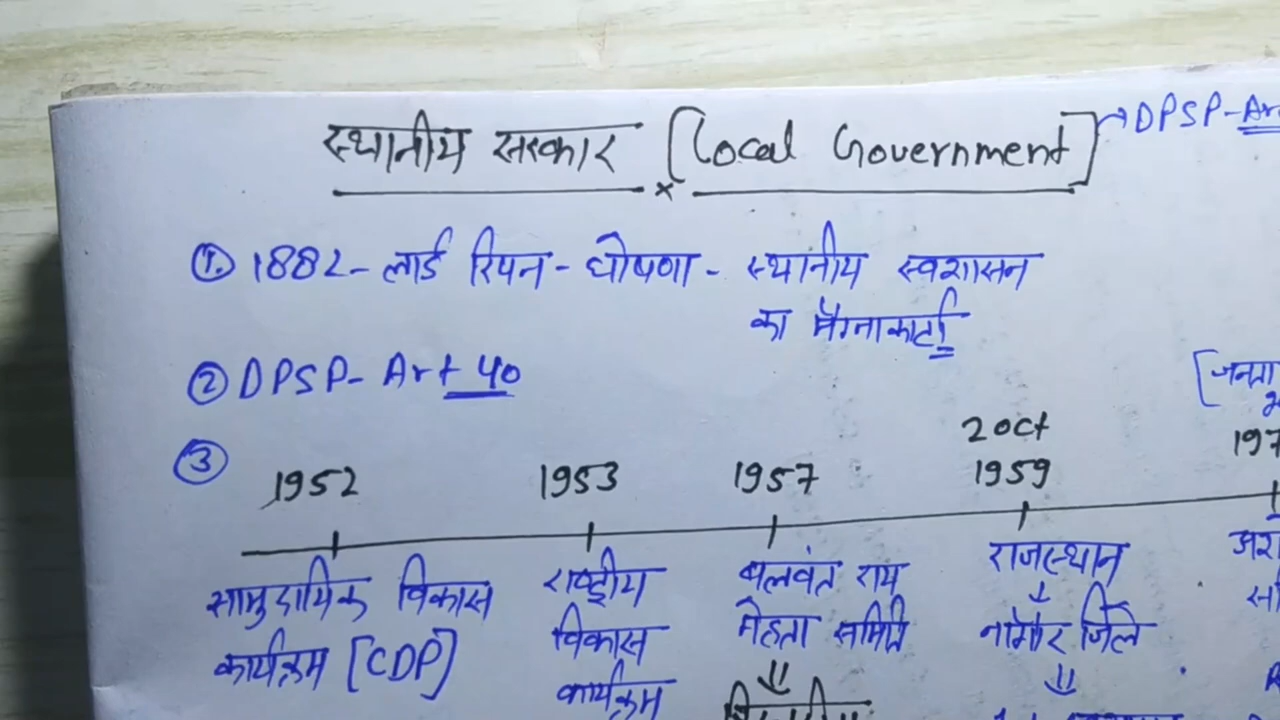 स्थानीय सरकार × [Local Government] → DPSP-
① 1882 - लार्ड रिपन - घोषणा - स्थानीय स्वशासन
का मैग्नाकार्टा
② DPSP - Art 40
③
1952 1953 1957 2 Oct 1959
सामुदायिक विकास
कार्यक्रम [CDP]
राष्ट्रीय
विकास
कार्यक्रम
बलवंत राय
मेहता समिति
⇓
राजस्थान
↓
नागौर जिले
⇓